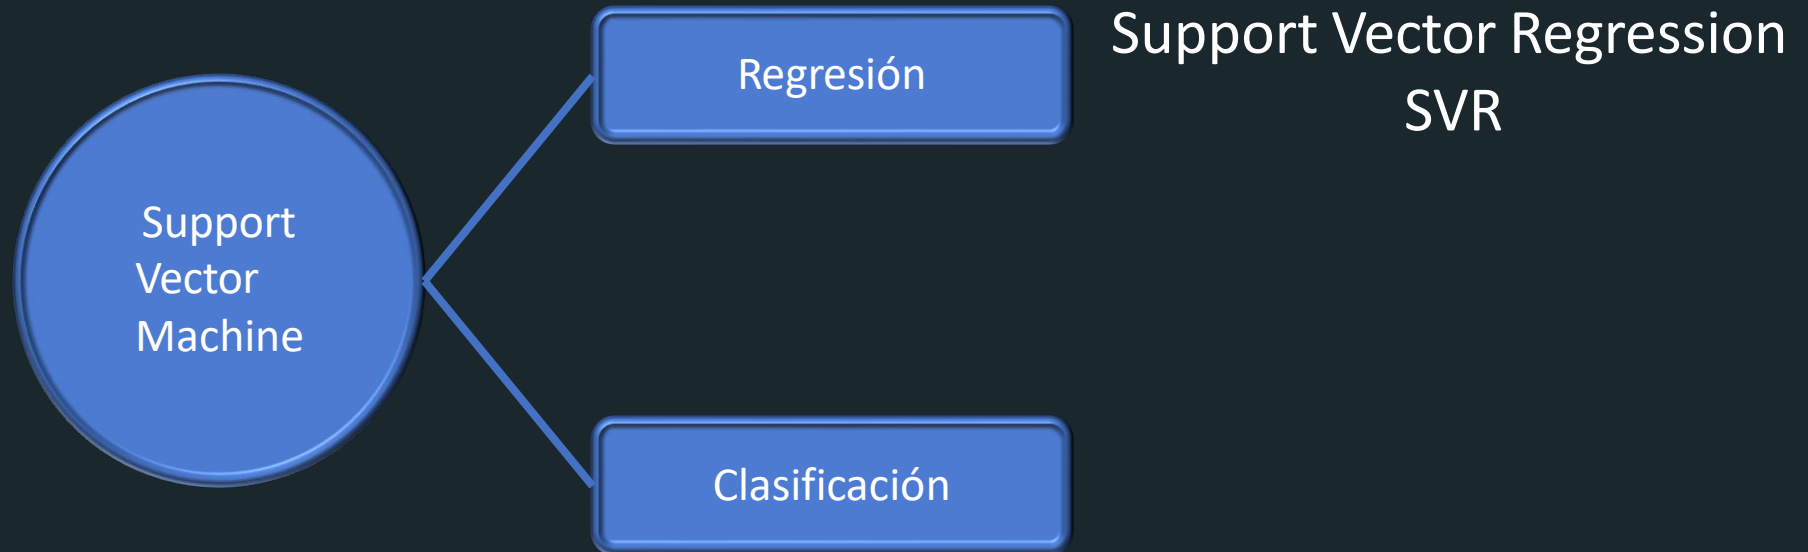 Support
Vector
Machine
Regresión
Support Vector Regression
SVR
Clasificación